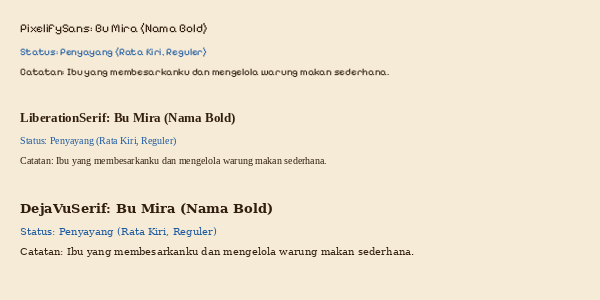 PixelifySans: Bu Mira (Nama Bold)
Status: Penyayang (Rata Kiri, Reguler)
Catatan: Ibu yang membesarkanku dan mengelola warung makan sederhana.
LiberationSerif: Bu Mira (Nama Bold)
Status: Penyayang (Rata Kiri, Reguler)
Catatan: Ibu yang membesarkanku dan mengelola warung makan sederhana.
DejaVuSerif: Bu Mira (Nama Bold)
Status: Penyayang (Rata Kiri, Reguler)
Catatan: Ibu yang membesarkanku dan mengelola warung makan sederhana.